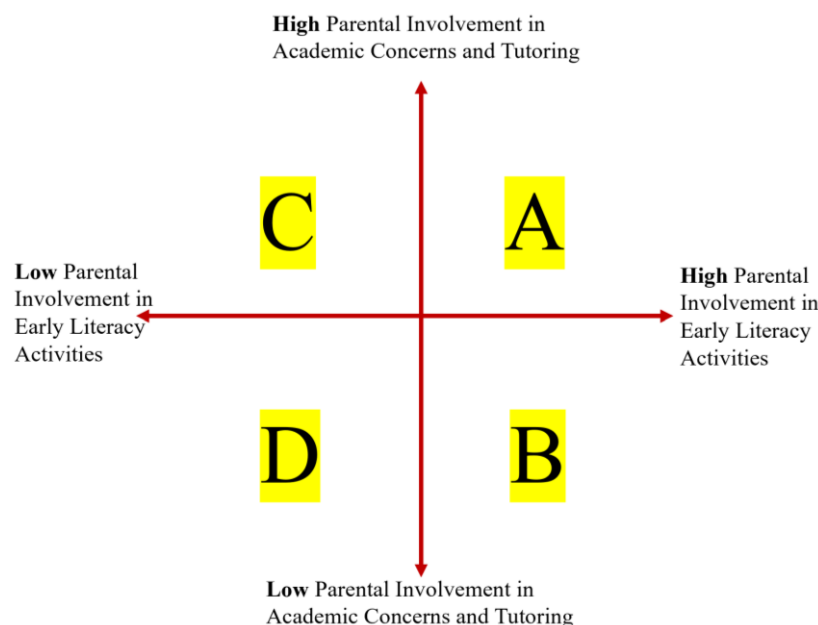 High Parental Involvement in
Academic Concerns and Tutoring
C
A
Low Parental
Involvement in
Early Literacy
Activities
High Parental
Involvement in
Early Literacy
Activities
D
B
Low Parental Involvement in
Academic Concerns and Tutoring